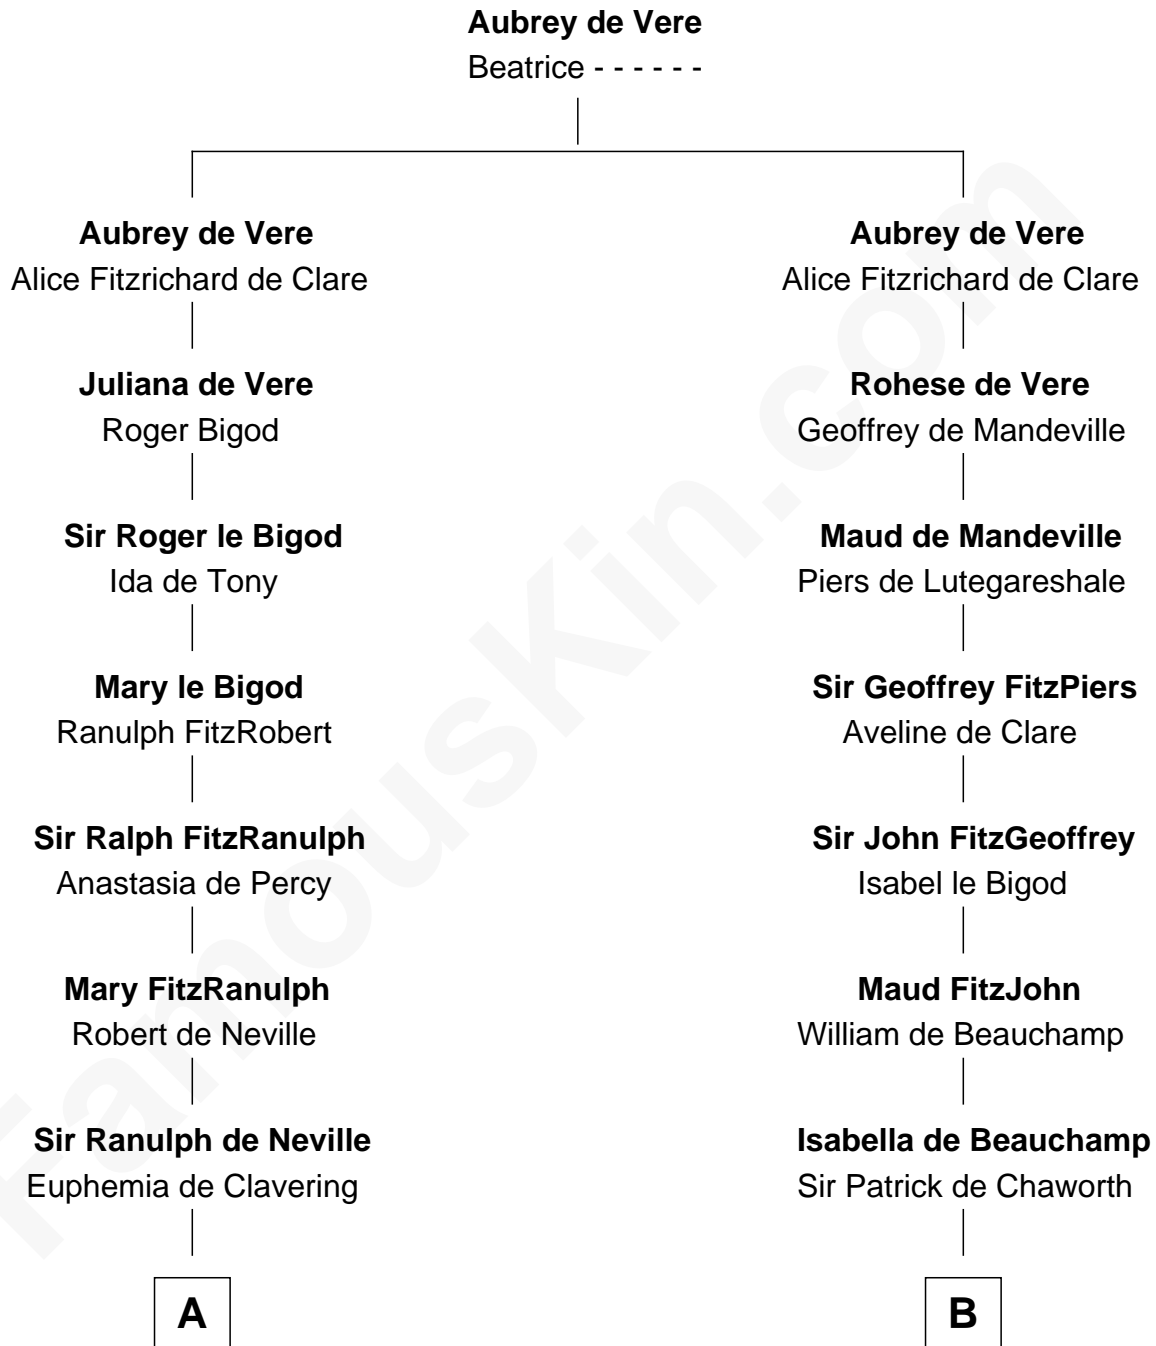 Aubrey de Vere
Beatrice - - - - - -
Aubrey de Vere
Alice Fitzrichard de Clare
Juliana de Vere
Roger Bigod
Sir Roger le Bigod
Ida de Tony
Mary le Bigod
Ranulph FitzRobert
Sir Ralph FitzRanulph
Anastasia de Percy
Mary FitzRanulph
Robert de Neville
Sir Ranulph de Neville
Euphemia de Clavering
A
Aubrey de Vere
Alice Fitzrichard de Clare
Rohese de Vere
Geoffrey de Mandeville
Maud de Mandeville
Piers de Lutegareshale
Sir Geoffrey FitzPiers
Aveline de Clare
Sir John FitzGeoffrey
Isabel le Bigod
Maud FitzJohn
William de Beauchamp
Isabella de Beauchamp
Sir Patrick de Chaworth
B
FamousKin.com